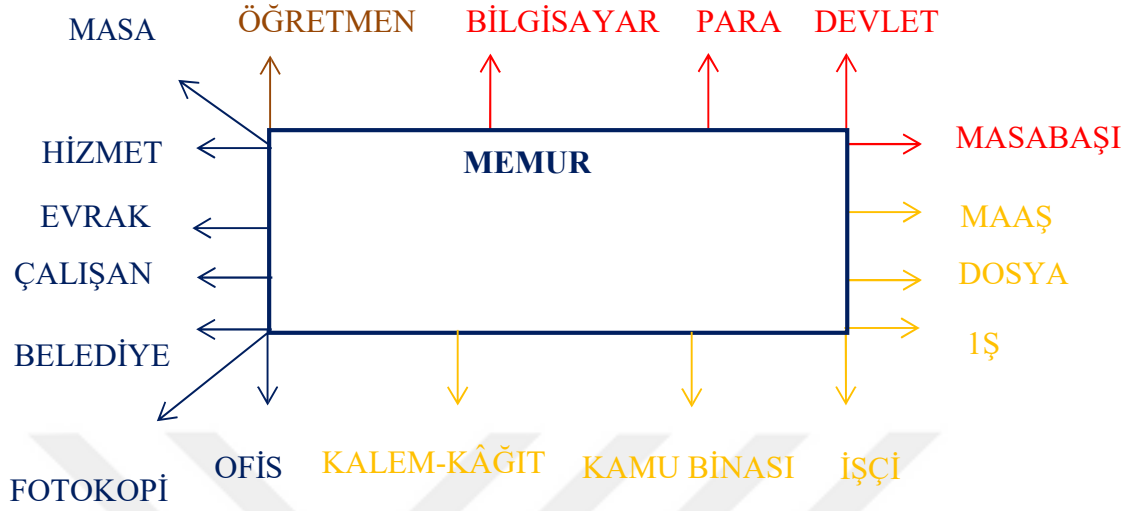 MASA
ÖĞRETMEN
BİLGİSAYAR
PARA
DEVLET
HİZMET
MEMUR
MASABAŞI
EVRAK
MAAŞ
ÇALIŞAN
DOSYA
BELEDİYE
1Ş
FOTOKOPİ
OFİS
KALEM-KÂĞIT
KAMU BİNASI
İŞÇİ